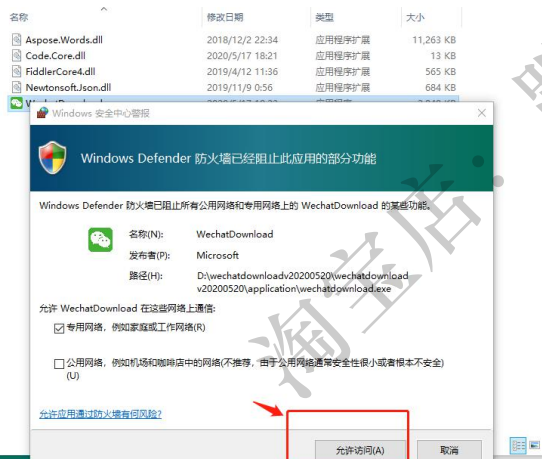 名称 修改日期 类型 大小
Aspose.Words.dll 2018/12/2 22:34 应用程序扩展 11,263 KB
Code.Core.dll 2020/5/17 18:21 应用程序扩展 13 KB
FiddlerCore4.dll 2019/4/12 11:36 应用程序扩展 565 KB
Newtonsoft.Json.dll 2019/11/9 0:56 应用程序扩展 684 KB
Windows 安全中心警报
Windows Defender 防火墙已经阻止此应用的部分功能
Windows Defender 防火墙已阻止所有公用网络和专用网络上的 WechatDownload 的某些功能。
名称(N): WechatDownload
发布者(P): Microsoft
路径(H): D:\wechatdownloadv20200520\wechatdownload
v20200520\application\wechatdownload.exe
允许 WechatDownload 在这些网络上通信:
专用网络，例如家庭或工作网络(R)
公用网络，例如机场和咖啡店中的网络(不推荐，由于公用网络通常安全性很小或者根本不安全)
(U)
允许应用通过防火墙有何风险?
允许访问(A) 取消
淘宝店: